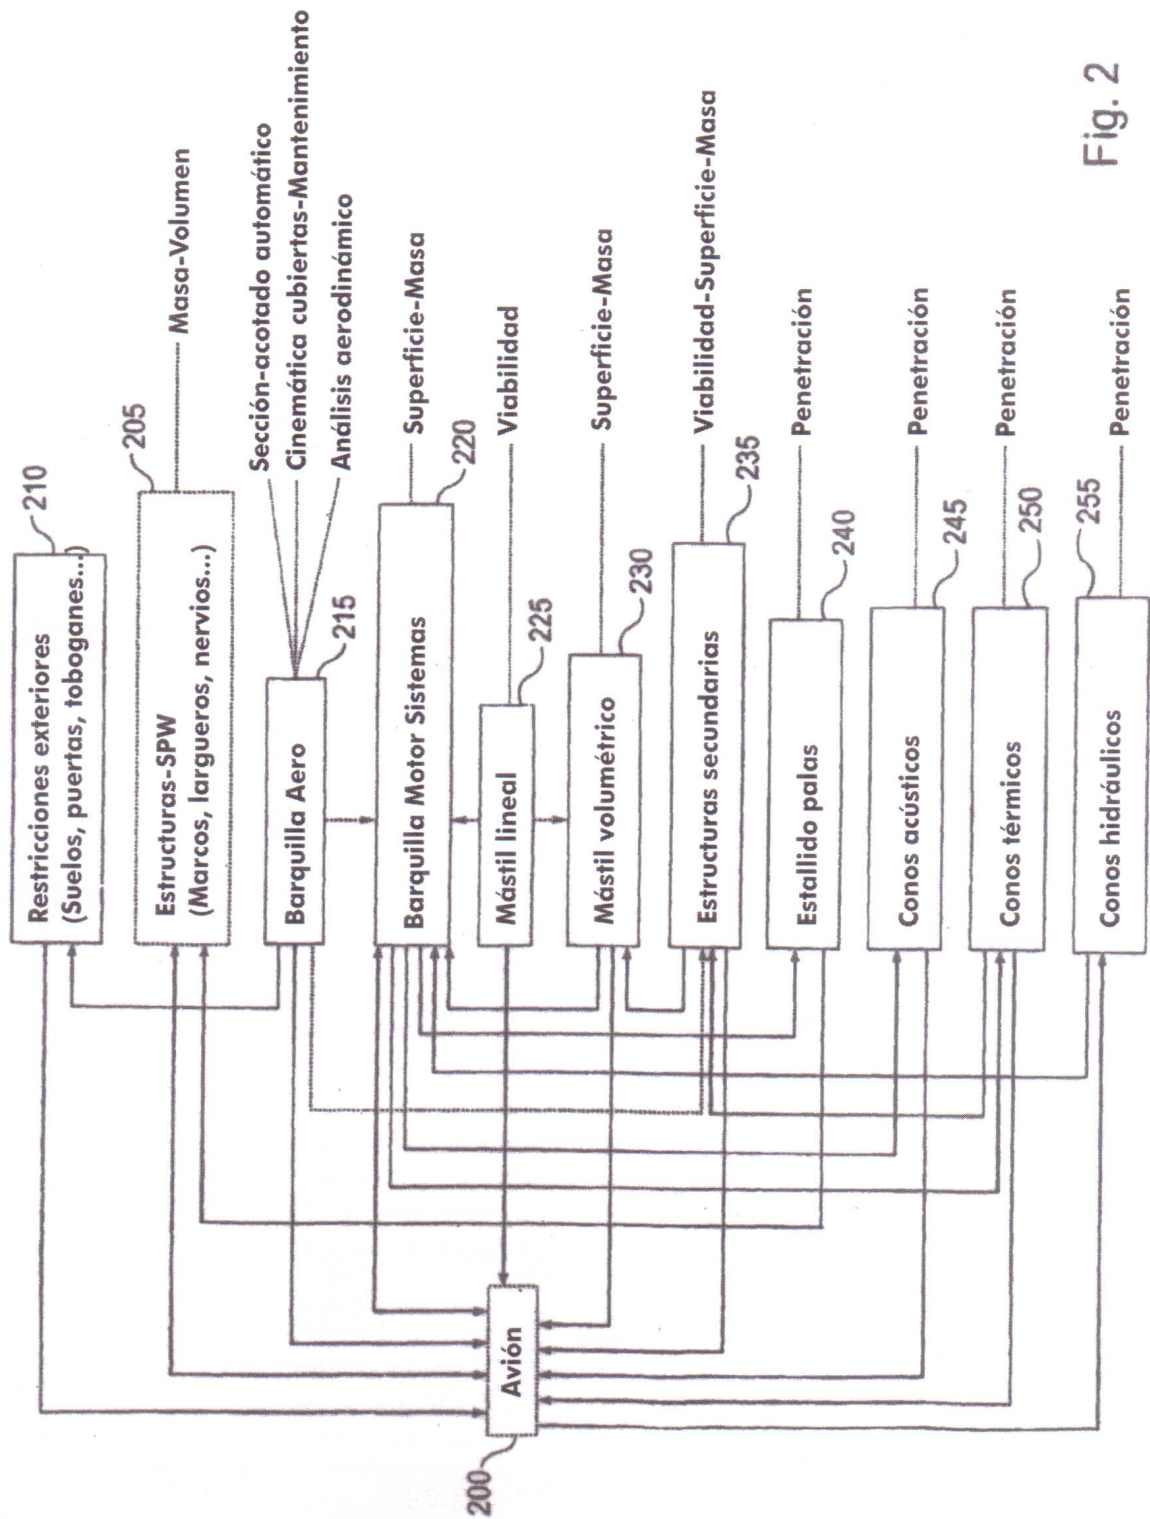 Restricciones exteriores
(Suelos, puertas, toboganes...)
210
Estructuras-SPW
(Marcos, largueros, nervios...)
205
Masa-Volumen
Barquilla Aero
215
Sección-acotado automático
Cinemática cubiertas-Mantenimiento
Análisis aerodinámico
Barquilla Motor Sistemas
220
Superficie-Masa
Mástil lineal
225
Viabilidad
Mástil volumétrico
230
Superficie-Masa
Estructuras secundarias
235
Viabilidad-Superficie-Masa
Estallido palas
240
Penetración
Conos acústicos
245
Penetración
Conos térmicos
250
Penetración
Conos hidráulicos
255
Penetración
Avión
200
Fig. 2